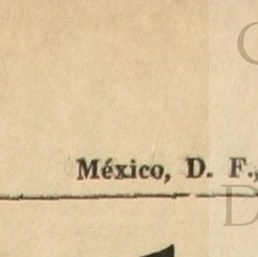 México, D. F.,